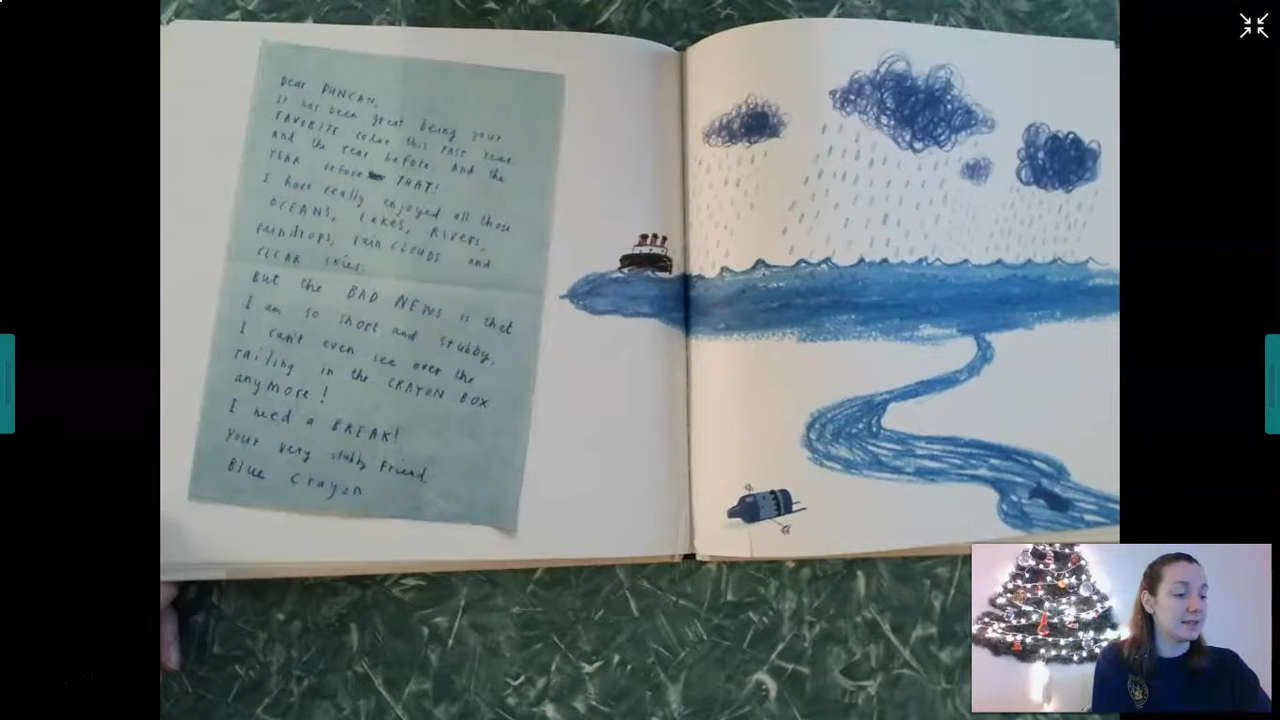 Dear DUNCAN,
It has been great being your
FAVORITE color this PAST year.
and the Year before. And the
YEAR before THAT!
I have really enjoyed all those
OCEANS, LAKES, RIVERS,
RAINDROPS, rain CLOUDS and
CLEAR skies.
But the BAD NEWS is that
I am so short and stubby,
I can't even see over the
railing in the CRAYON BOX
anymore!
I need a BREAK!
Your very stubby Friend,
Blue Crayon